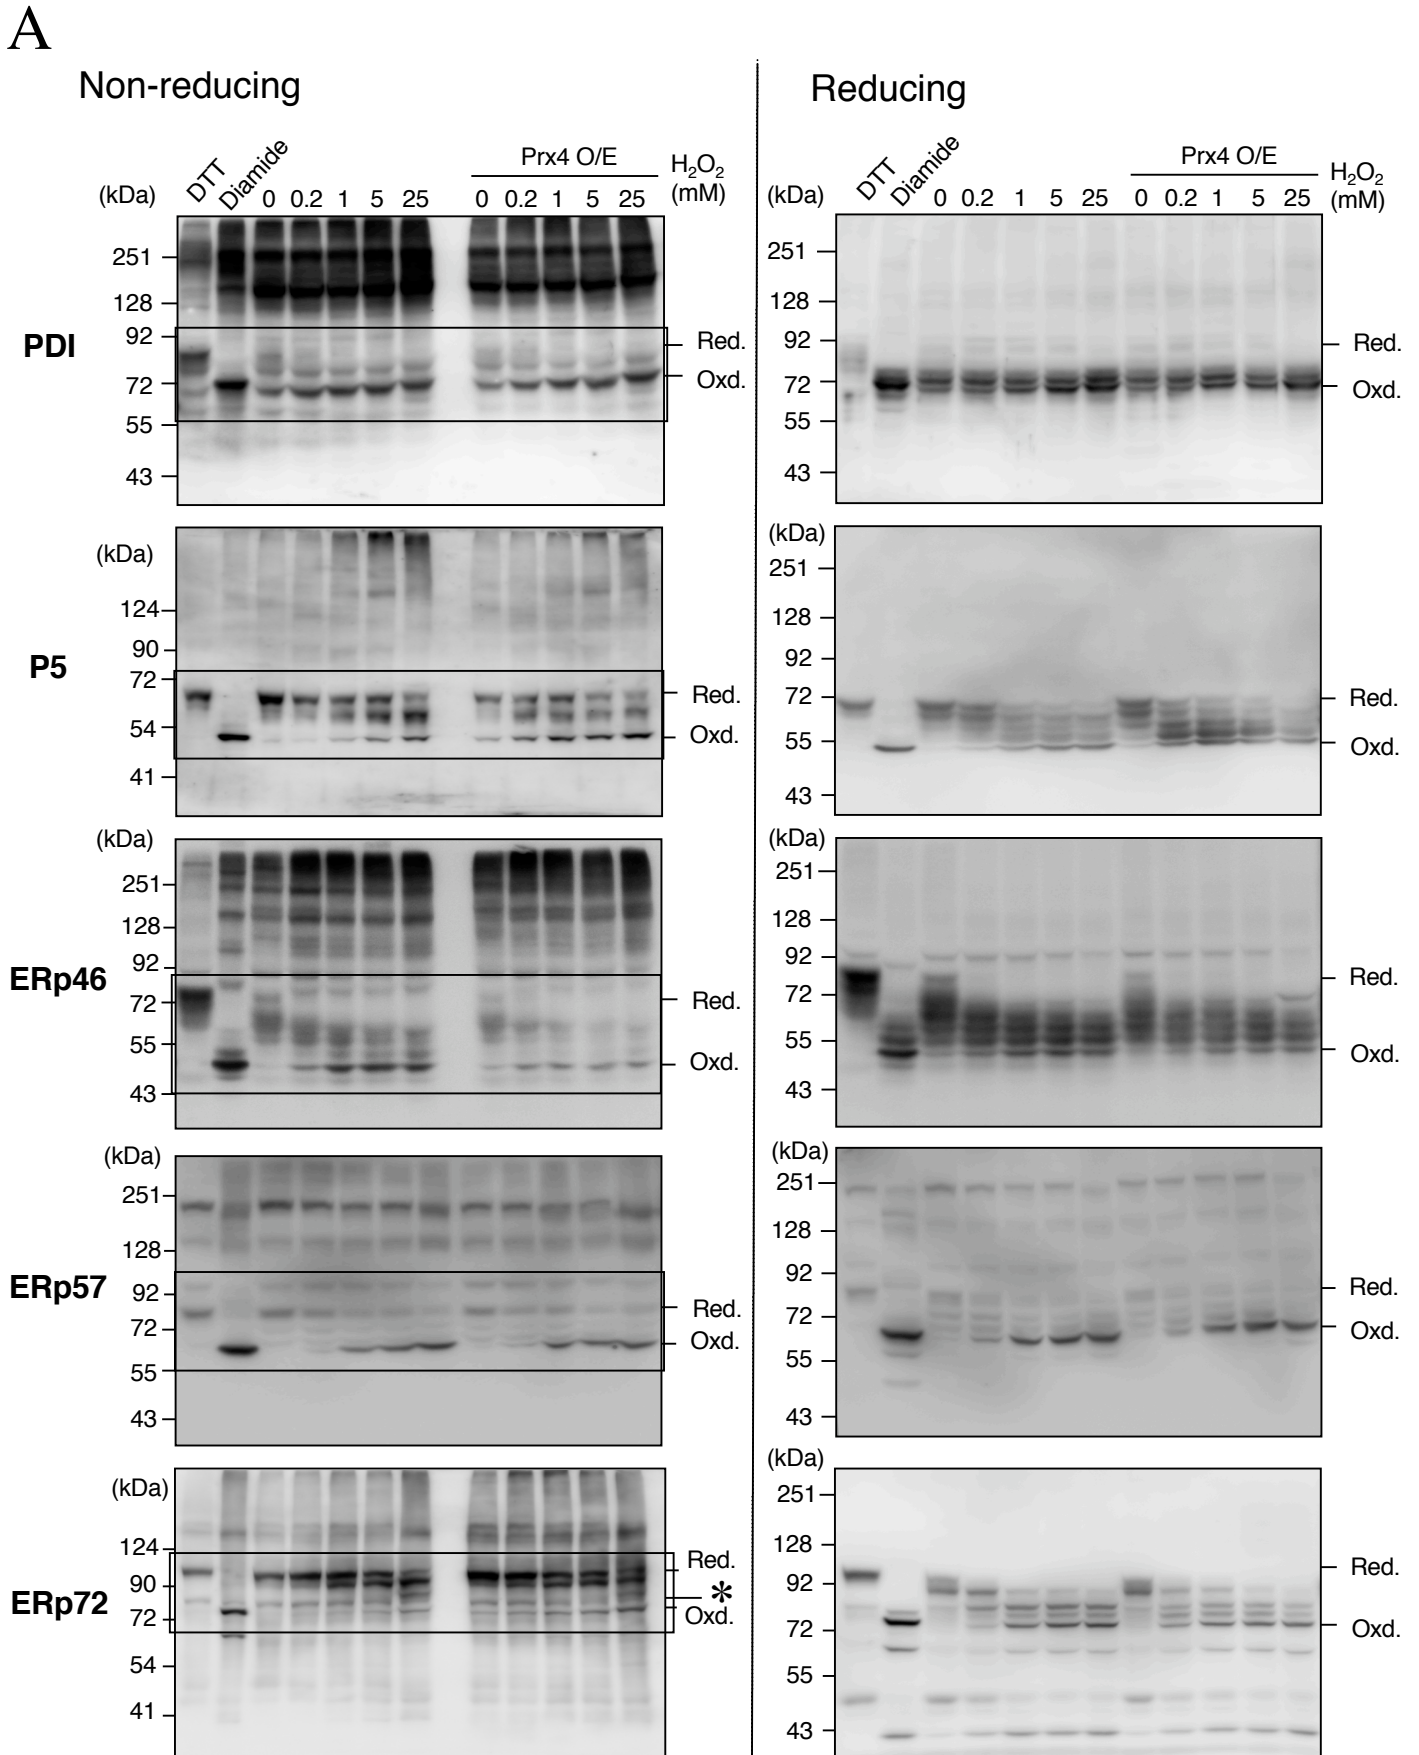 A
Non-reducing
Reducing
DTT
Diamide
Prx4 O/E
H₂O₂
(kDa) 0 0.2 1 5 25 0 0.2 1 5 25 (mM)
251
128
92
72
55
43
PDI
Red.
Oxd.
DTT
Diamide
Prx4 O/E
H₂O₂
(kDa) 0 0.2 1 5 25 0 0.2 1 5 25 (mM)
251
128
92
72
55
43
Red.
Oxd.
(kDa)
124
90
72
54
41
P5
Red.
Oxd.
(kDa)
251
128
92
72
55
43
Red.
Oxd.
(kDa)
251
128
92
72
55
43
ERp46
Red.
Oxd.
(kDa)
251
128
92
72
55
43
Red.
Oxd.
(kDa)
251
128
92
72
55
43
ERp57
Red.
Oxd.
(kDa)
251
128
92
72
55
43
Red.
Oxd.
(kDa)
124
90
72
54
41
ERp72
Red.
*
Oxd.
(kDa)
251
128
92
72
55
43
Red.
Oxd.